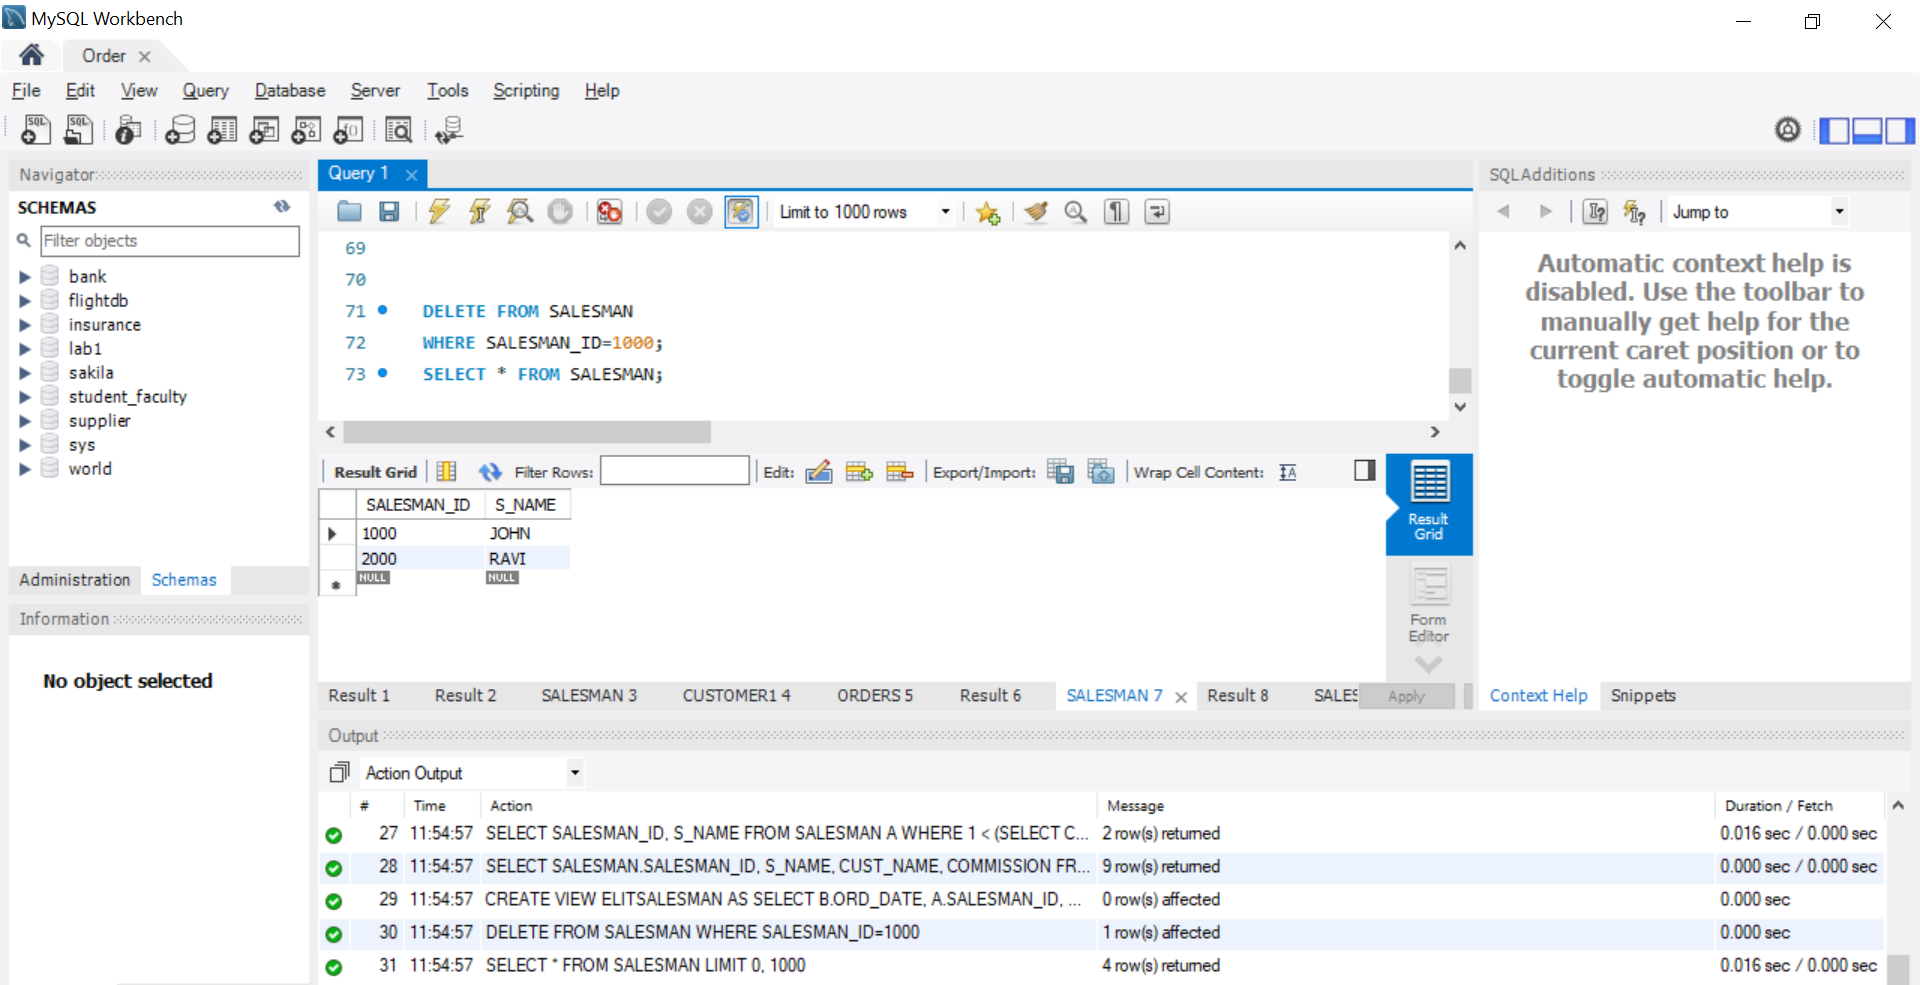 MySQL Workbench
Order
File Edit View Query Database Server Tools Scripting Help
Navigator
SCHEMAS
Filter objects
bank
flightdb
insurance
lab1
sakila
student_faculty
supplier
sys
world
Administration Schemas
Information
No object selected
Query 1
Limit to 1000 rows
69
70
71 DELETE FROM SALESMAN
72 WHERE SALESMAN_ID=1000;
73 SELECT * FROM SALESMAN;
Result Grid Filter Rows: Edit: Export/Import: Wrap Cell Content:
SALESMAN_ID S_NAME
1000 JOHN
2000 RAVI
NULL NULL
Result
Grid
Form
Editor
Result 1 Result 2 SALESMAN 3 CUSTOMER1 4 ORDERS 5 Result 6 SALESMAN 7 Result 8 SALES Apply
SQLAdditions
Jump to
Automatic context help is
disabled. Use the toolbar to
manually get help for the
current caret position or to
toggle automatic help.
Context Help Snippets
Output
Action Output
# Time Action Message Duration / Fetch
27 11:54:57 SELECT SALESMAN_ID, S_NAME FROM SALESMAN A WHERE 1 < (SELECT C... 2 row(s) returned 0.016 sec / 0.000 sec
28 11:54:57 SELECT SALESMAN.SALESMAN_ID, S_NAME, CUST_NAME, COMMISSION FR... 9 row(s) returned 0.000 sec / 0.000 sec
29 11:54:57 CREATE VIEW ELITSALESMAN AS SELECT B.ORD_DATE, A.SALESMAN_ID, ... 0 row(s) affected 0.000 sec
30 11:54:57 DELETE FROM SALESMAN WHERE SALESMAN_ID=1000 1 row(s) affected 0.000 sec
31 11:54:57 SELECT * FROM SALESMAN LIMIT 0, 1000 4 row(s) returned 0.016 sec / 0.000 sec